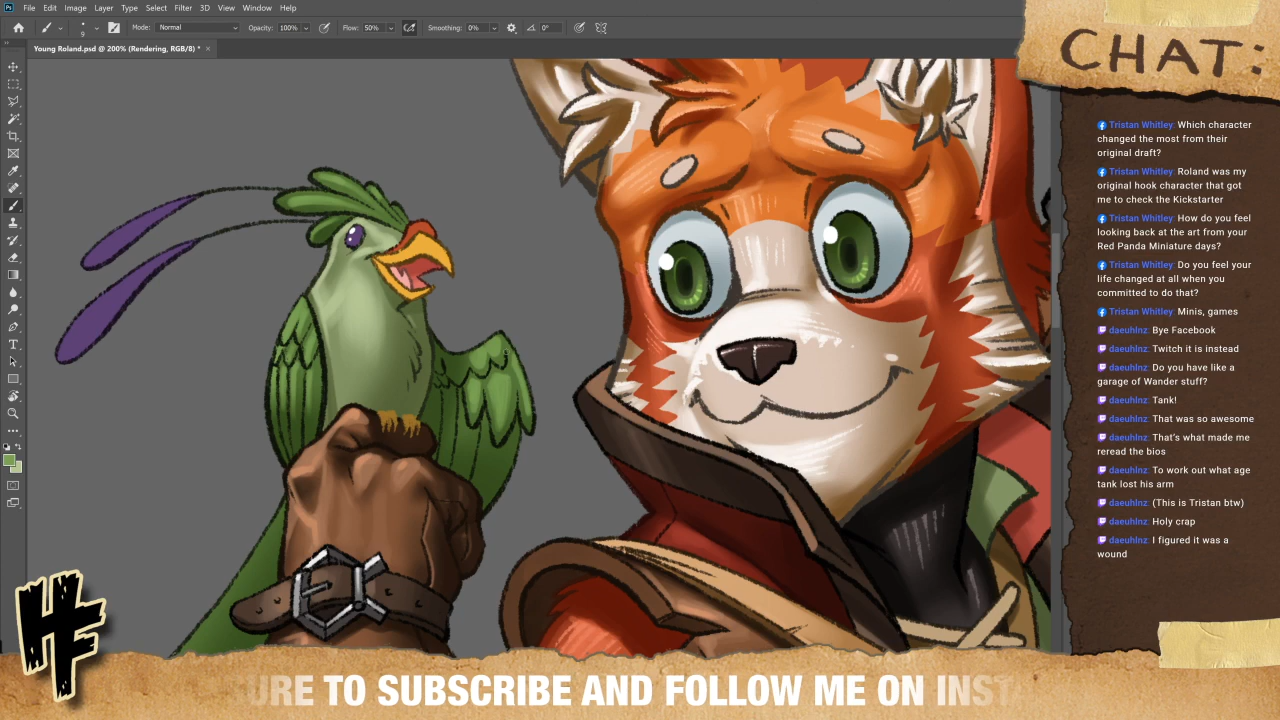 Ps File Edit Image Layer Type Select Filter 3D View Window Help
9 Mode: Normal Opacity: 100% Flow: 50% Smoothing: 0% 0°
Young Roland.psd @ 200% (Rendering, RGB/8) * ×
CHAT:
Tristan Whitley: Which character
changed the most from their
original draft?
Tristan Whitley: Roland was my
original hook character that got
me to check the Kickstarter
Tristan Whitley: How do you feel
looking back at the art from your
Red Panda Miniature days?
Tristan Whitley: Do you feel your
life changed at all when you
committed to do that?
Tristan Whitley: Minis, games
daeuhlnz: Bye Facebook
daeuhlnz: Twitch it is instead
daeuhlnz: Do you have like a
garage of Wander stuff?
daeuhlnz: Tank!
daeuhlnz: That was so awesome
daeuhlnz: That's what made me
reread the bios
daeuhlnz: To work out what age
tank lost his arm
daeuhlnz: (This is Tristan btw)
daeuhlnz: Holy crap
daeuhlnz: I figured it was a
wound
HF
URE TO SUBSCRIBE AND FOLLOW ME ON INST